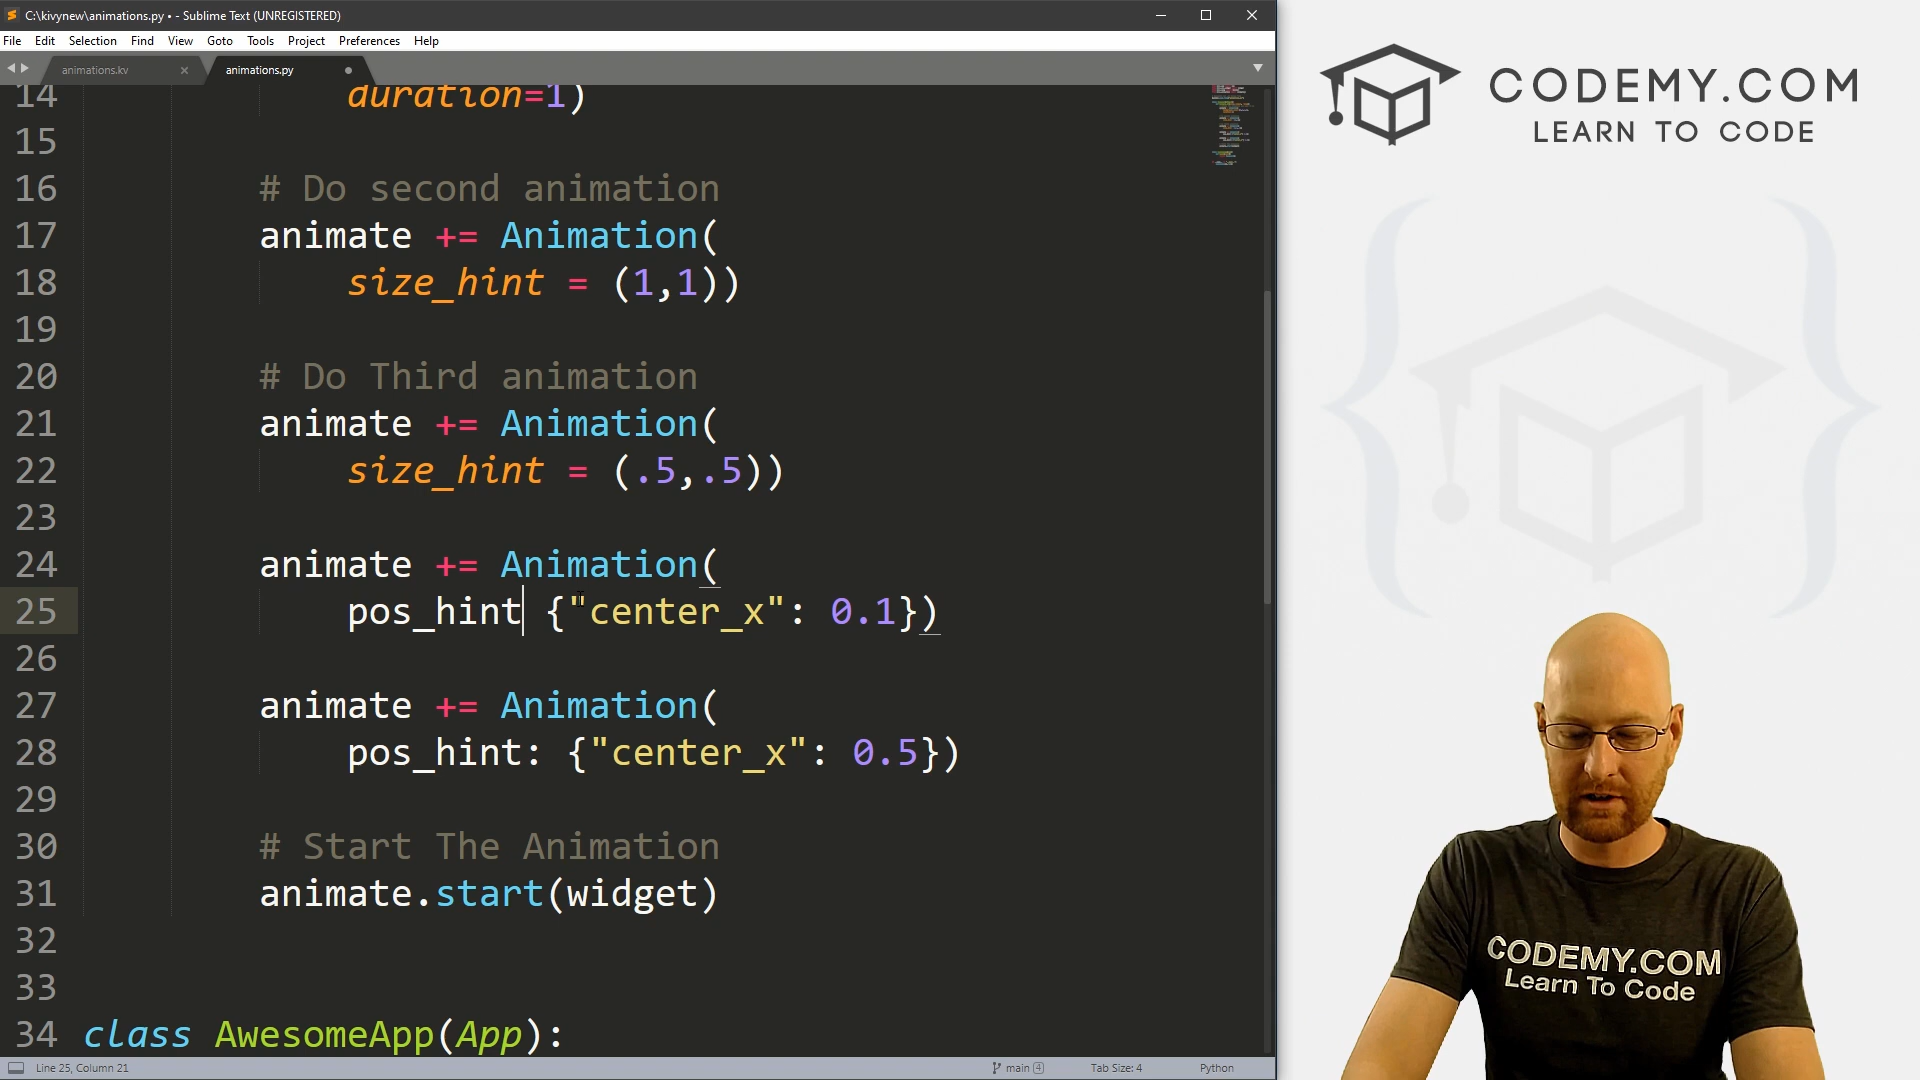 C:\kivynew\animations.py • - Sublime Text (UNREGISTERED)
File Edit Selection Find View Goto Tools Project Preferences Help
animations.kv animations.py
14 duration=1)
15
16 # Do second animation
17 animate += Animation(
18 size_hint = (1,1))
19
20 # Do Third animation
21 animate += Animation(
22 size_hint = (.5,.5))
23
24 animate += Animation(
25 pos_hint {"center_x": 0.1})
26
27 animate += Animation(
28 pos_hint: {"center_x": 0.5})
29
30 # Start The Animation
31 animate.start(widget)
32
33
34 class AwesomeApp(App):
Line 25, Column 21 main 4 Tab Size: 4 Python
CODEMY.COM
LEARN TO CODE
CODEMY.COM
Learn To Code